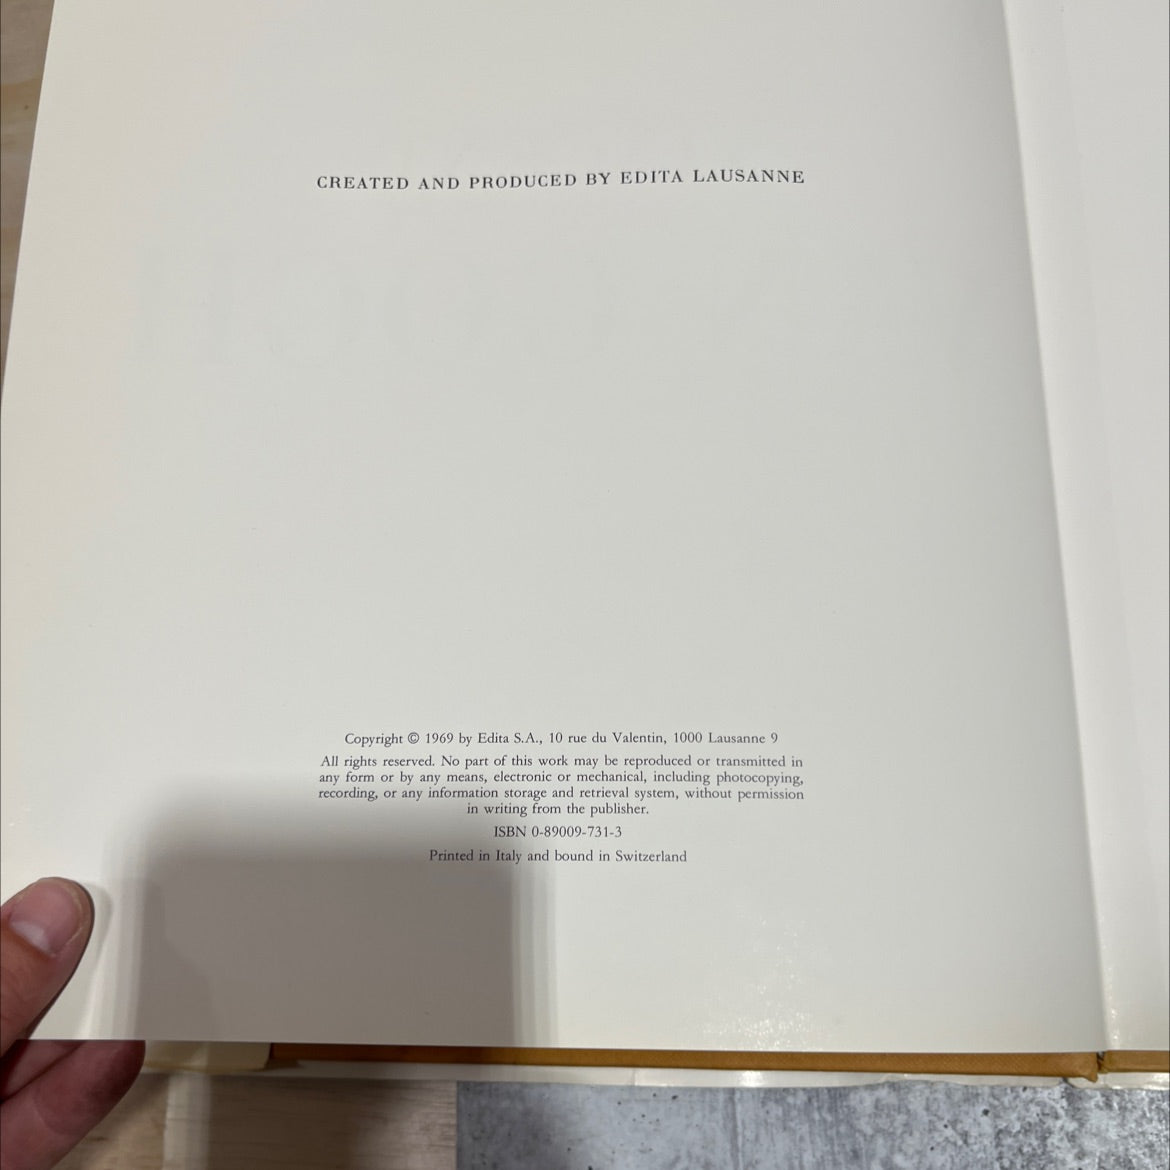 CREATED AND PRODUCED BY EDITA LAUSANNE
Copyright © 1969 by Edita S.A., 10 rue du Valentin, 1000 Lausanne 9
All rights reserved. No part of this work may be reproduced or transmitted in
any form or by any means, electronic or mechanical, including photocopying,
recording, or any information storage and retrieval system, without permission
in writing from the publisher.
ISBN 0-89009-731-3
Printed in Italy and bound in Switzerland